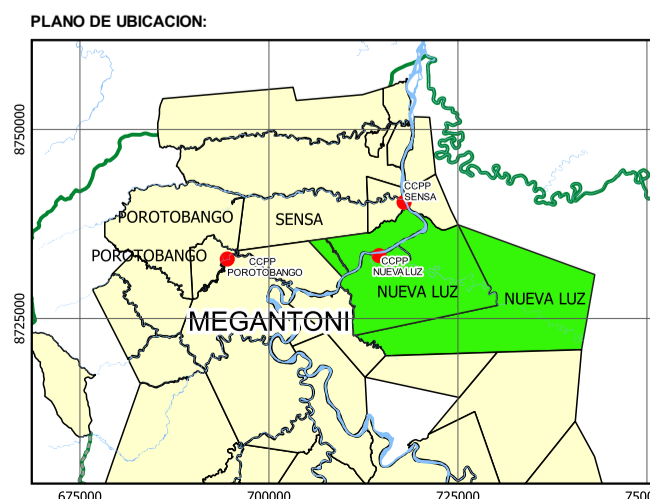 PLANO DE UBICACION:
8750000
8725000
CCPP
SENSA
POROTOBANGO
SENSA
POROTOBANGO
CCPP
POROTOBANGO
CCPP
NUEVA LUZ
NUEVA LUZ
NUEVA LUZ
MEGANTONI
675000
700000
725000